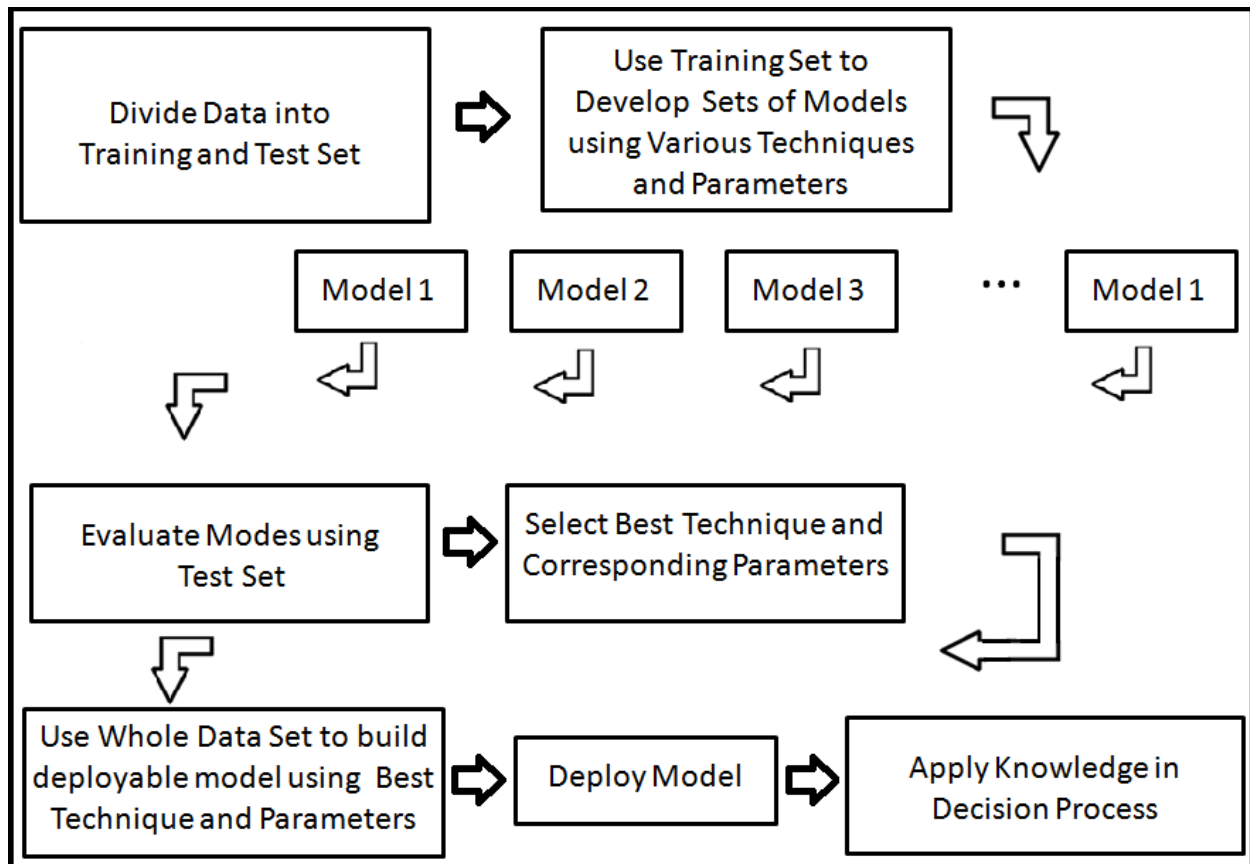 Divide Data into
Training and Test Set
Use Training Set to
Develop Sets of Models
using Various Techniques
and Parameters
Model 1
Model 2
Model 3
...
Model 1
Evaluate Modes using
Test Set
Select Best Technique and
Corresponding Parameters
Use Whole Data Set to build
deployable model using Best
Technique and Parameters
Deploy Model
Apply Knowledge in
Decision Process